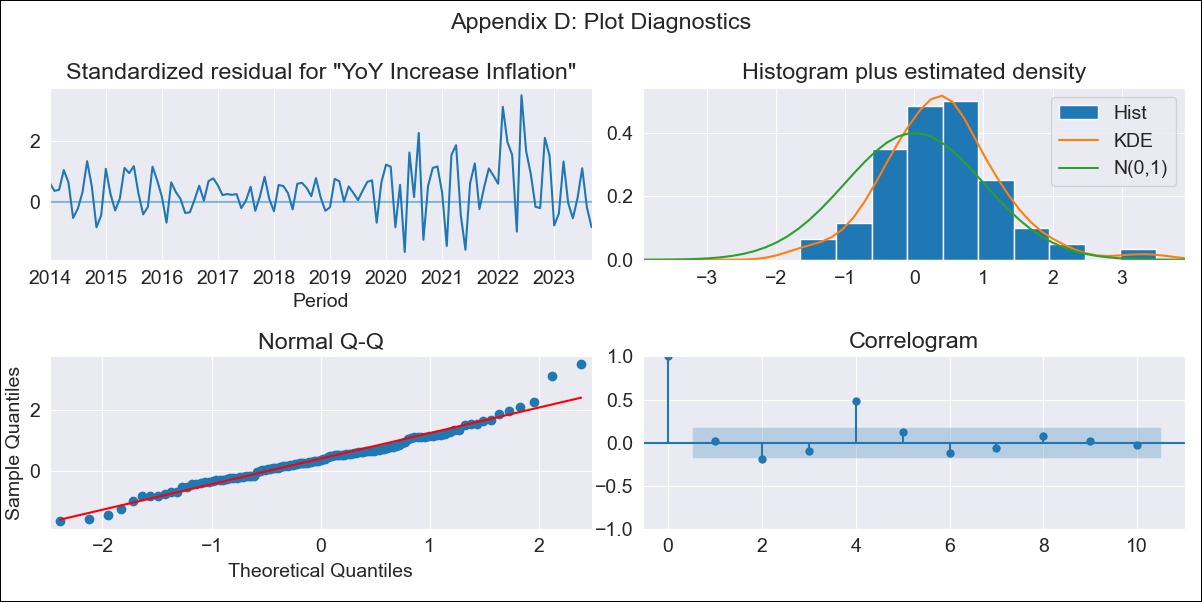 Appendix D: Plot Diagnostics
Standardized residual for "YoY Increase Inflation"
2
0
2014 2015 2016 2017 2018 2019 2020 2021 2022 2023
Period
Histogram plus estimated density
Hist
KDE
N(0,1)
0.4
0.2
0.0
−3 −2 −1 0 1 2 3
Normal Q-Q
Sample Quantiles
2
0
−2 −1 0 1 2
Theoretical Quantiles
Correlogram
1.0
0.5
0.0
−0.5
−1.0
0 2 4 6 8 10